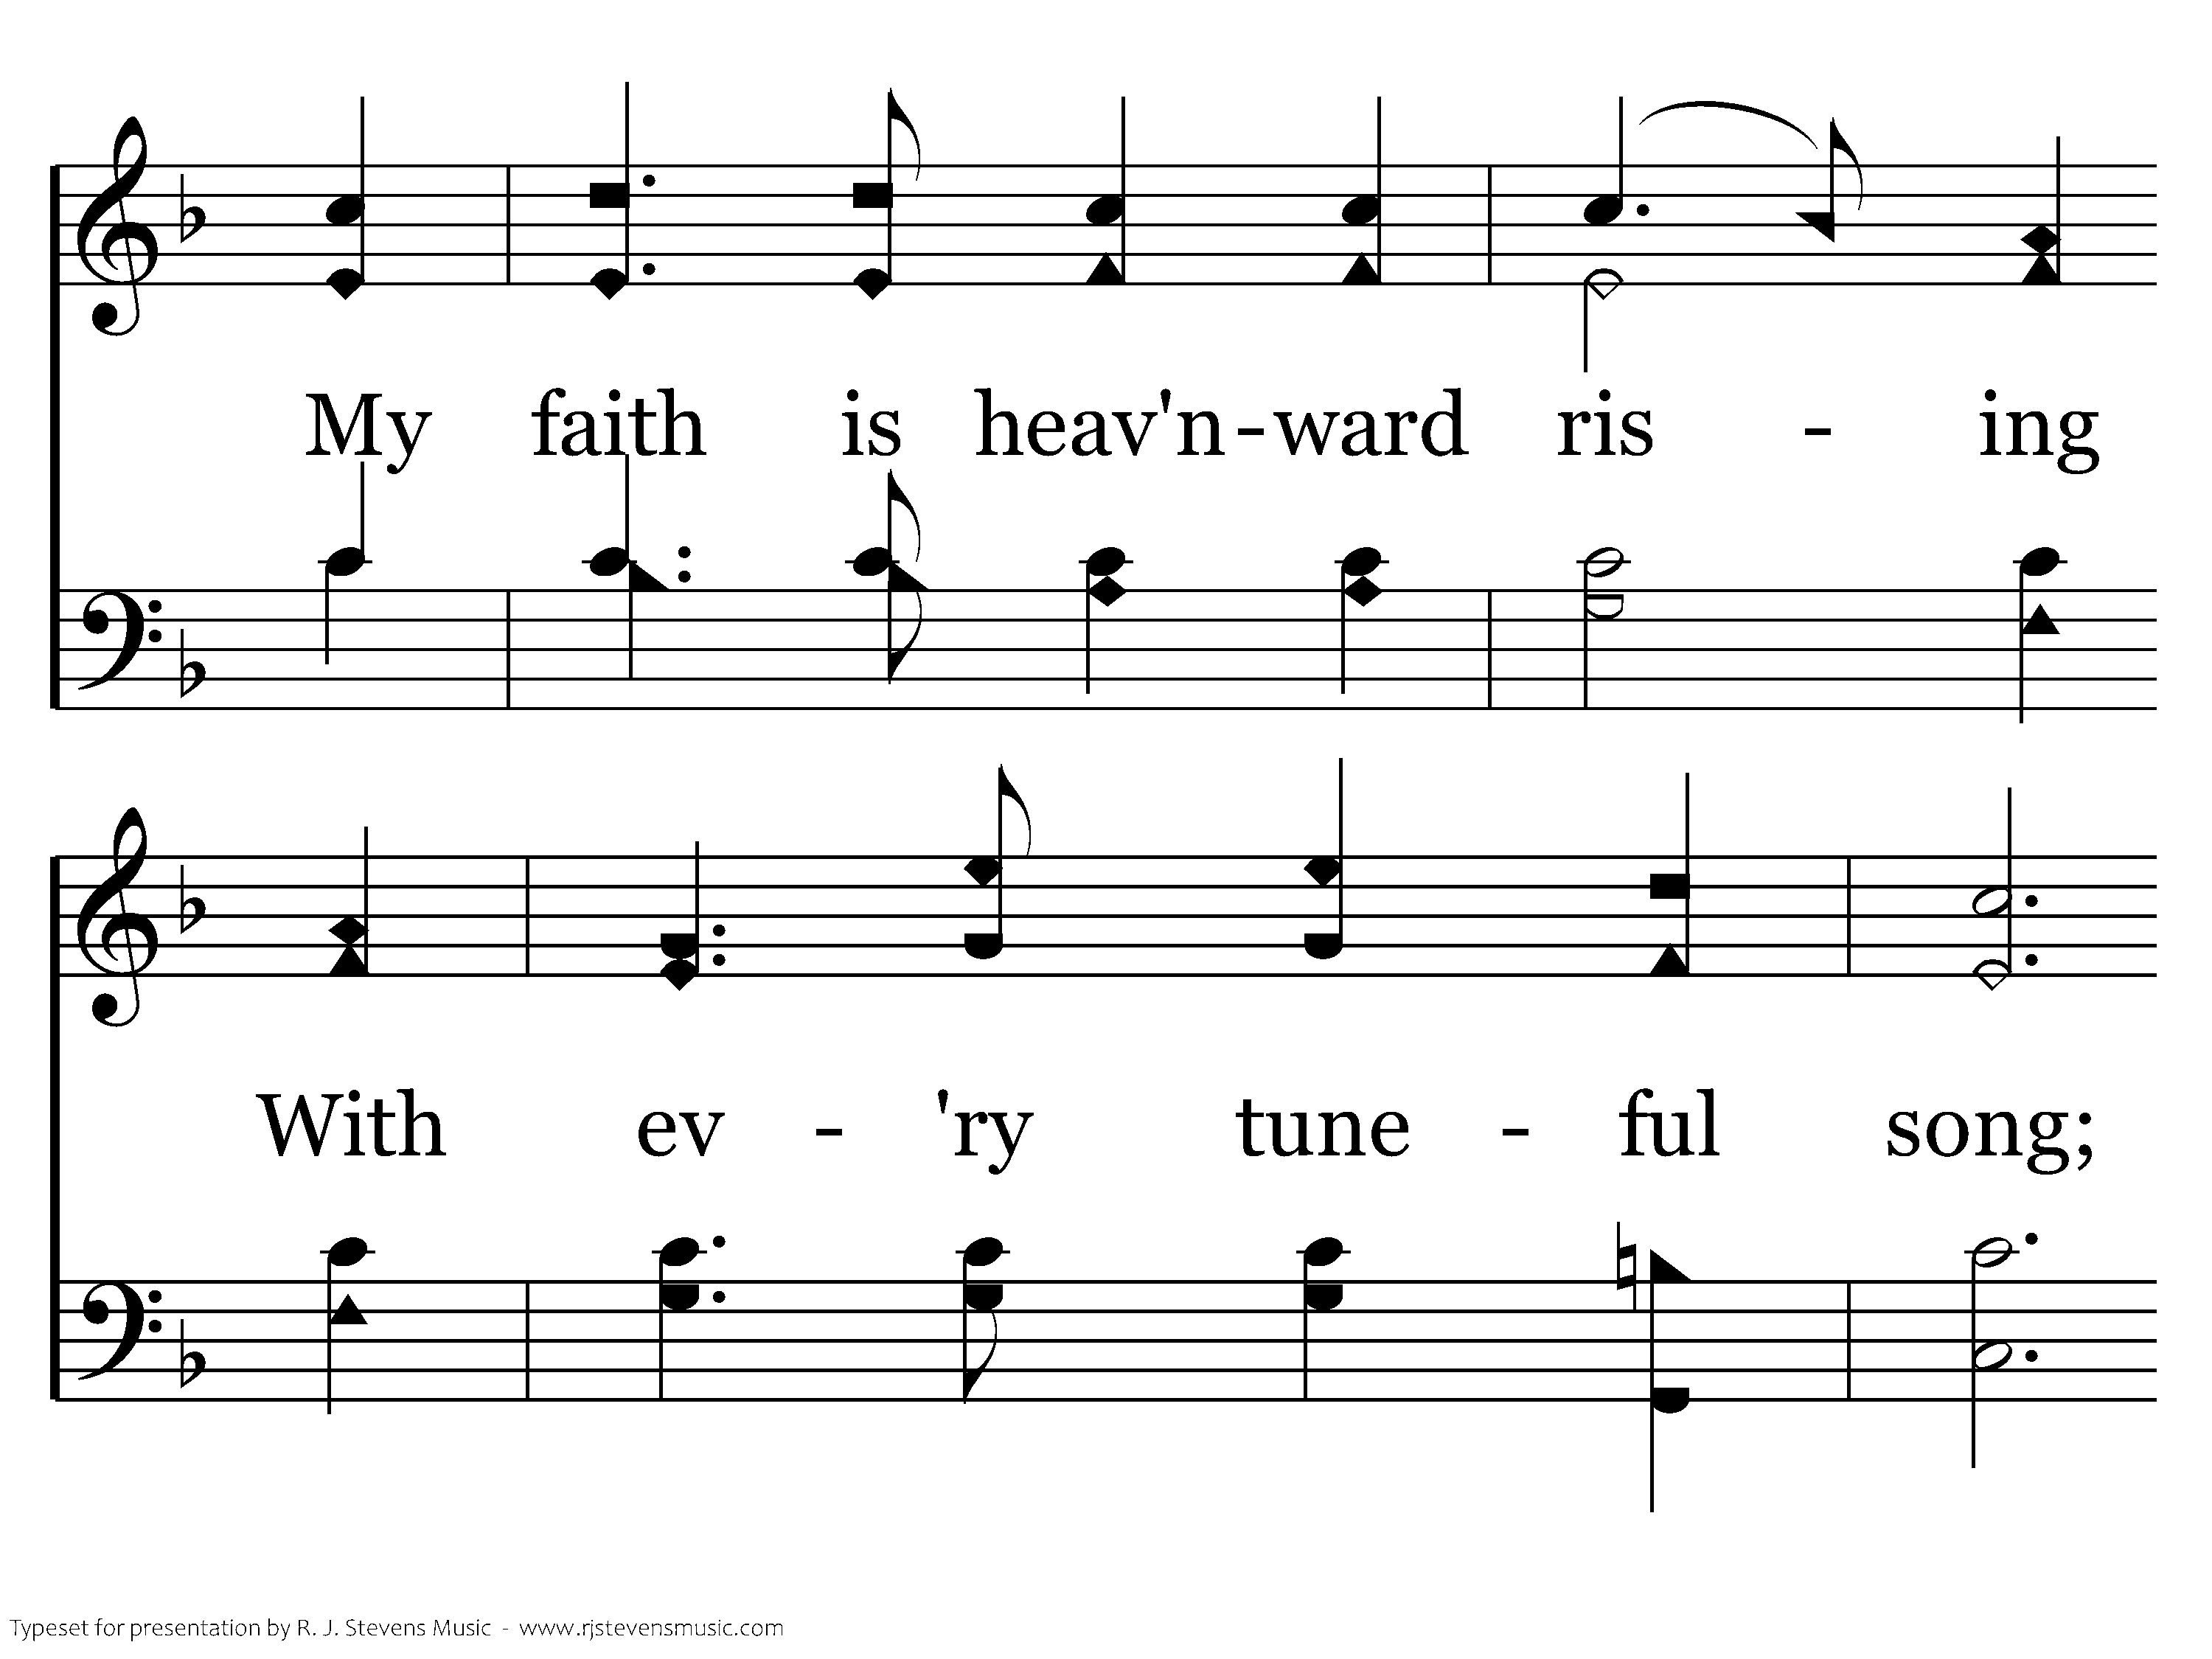 My faith is heav'n-ward ris - ing
With ev - 'ry tune - ful song;
Typeset for presentation by R. J. Stevens Music - www.rjstevensmusic.com